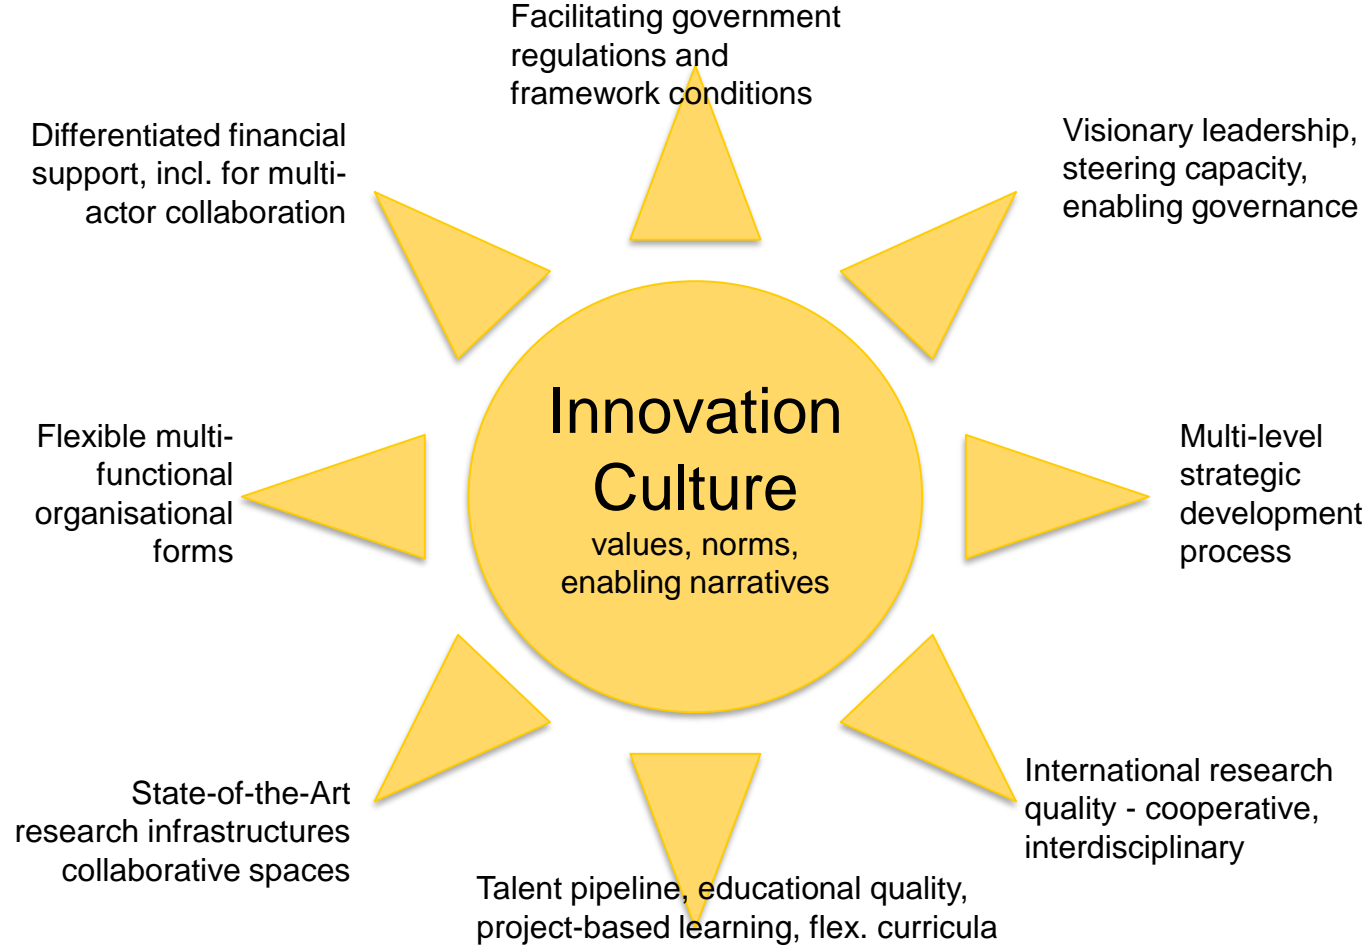 Facilitating government
regulations and
framework conditions
Differentiated financial
support, incl. for multi-
actor collaboration
Visionary leadership,
steering capacity,
enabling governance
Innovation
Culture
values, norms,
enabling narratives
Flexible multi-
functional
organisational
forms
Multi-level
strategic
development
process
State-of-the-Art
research infrastructures
collaborative spaces
International research
quality - cooperative,
interdisciplinary
Talent pipeline, educational quality,
project-based learning, flex. curricula